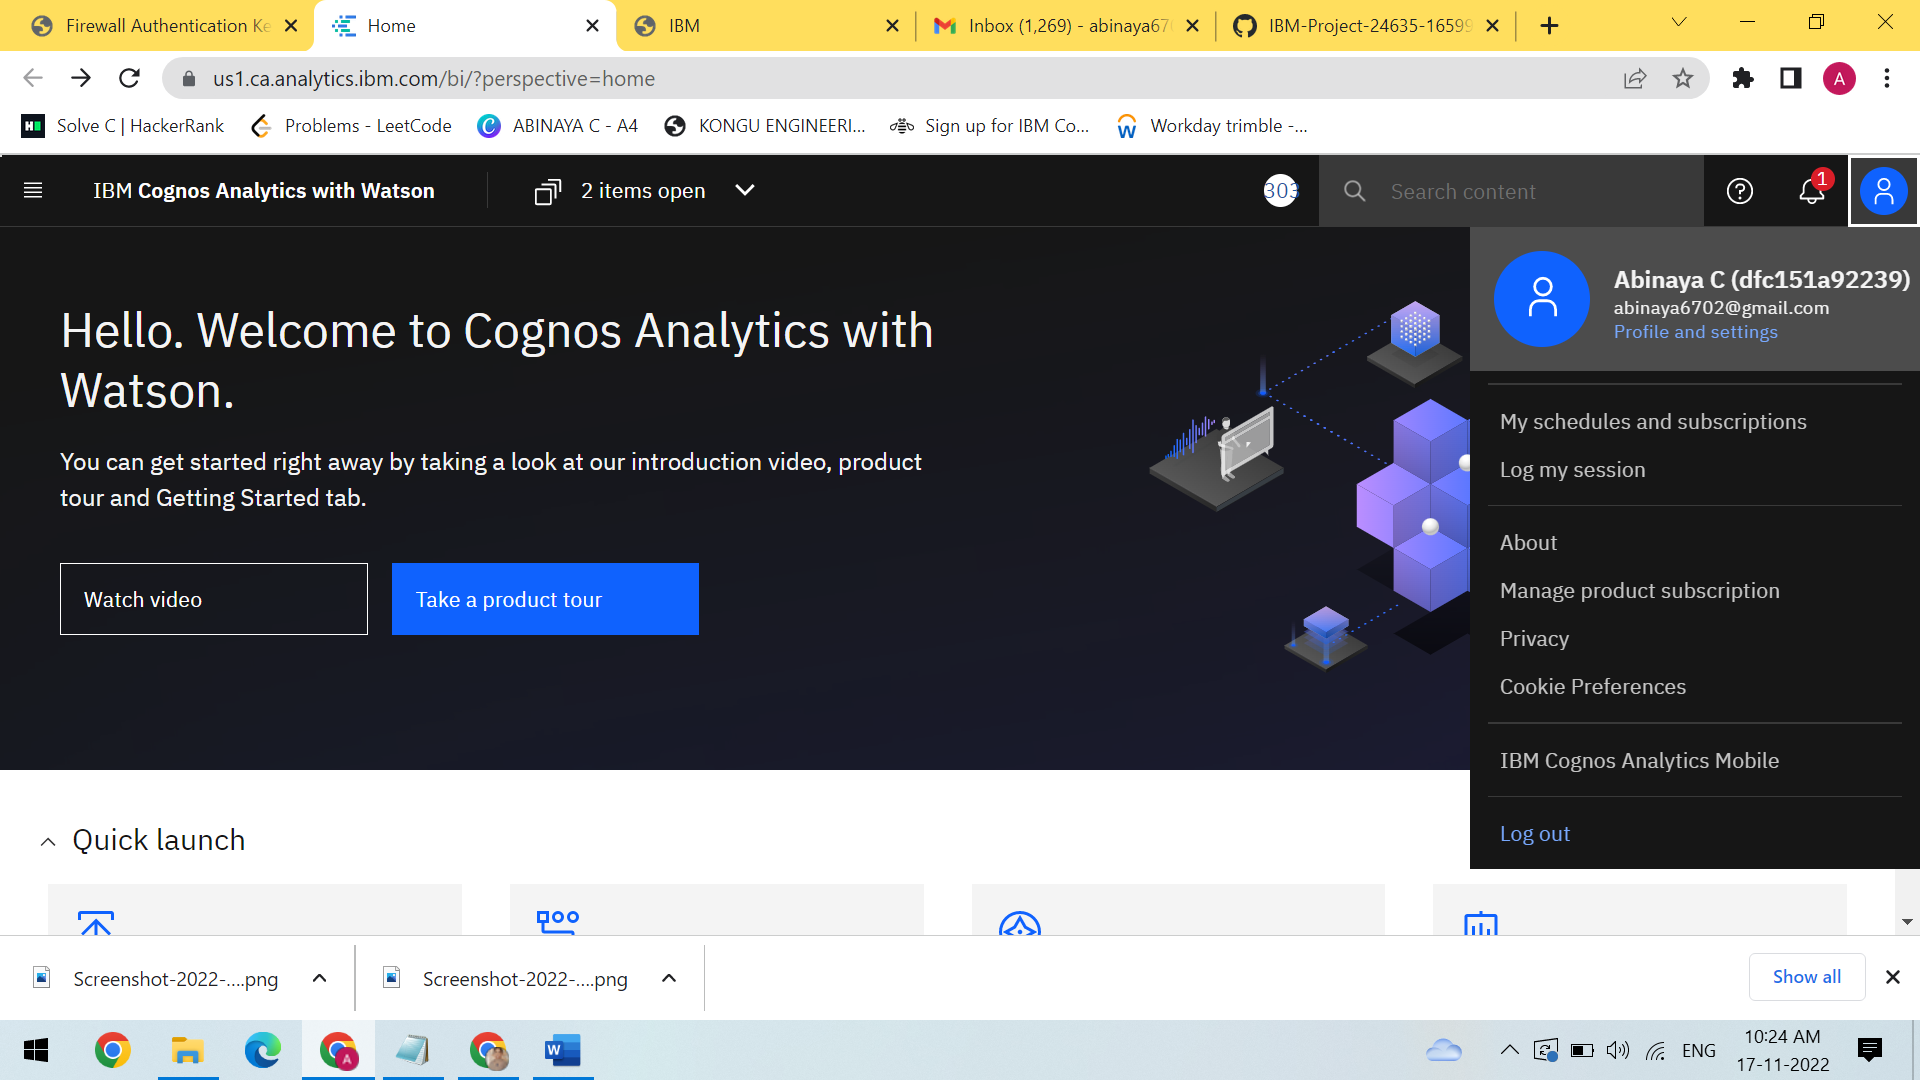 Firewall Authentication Ke
Home
IBM
Inbox (1,269) - abinaya67
IBM-Project-24635-16599
us1.ca.analytics.ibm.com/bi/?perspective=home
A
Solve C | HackerRank
Problems - LeetCode
ABINAYA C - A4
KONGU ENGINEERI...
Sign up for IBM Co...
Workday trimble -...
IBM Cognos Analytics with Watson
2 items open
303
Search content
1
Abinaya C (dfc151a92239)
abinaya6702@gmail.com
Profile and settings
Hello. Welcome to Cognos Analytics with
Watson.
You can get started right away by taking a look at our introduction video, product
tour and Getting Started tab.
Watch video
Take a product tour
My schedules and subscriptions
Log my session
About
Manage product subscription
Privacy
Cookie Preferences
IBM Cognos Analytics Mobile
Log out
Quick launch
Screenshot-2022-....png
Screenshot-2022-....png
Show all
A
W
ENG
10:24 AM
17-11-2022